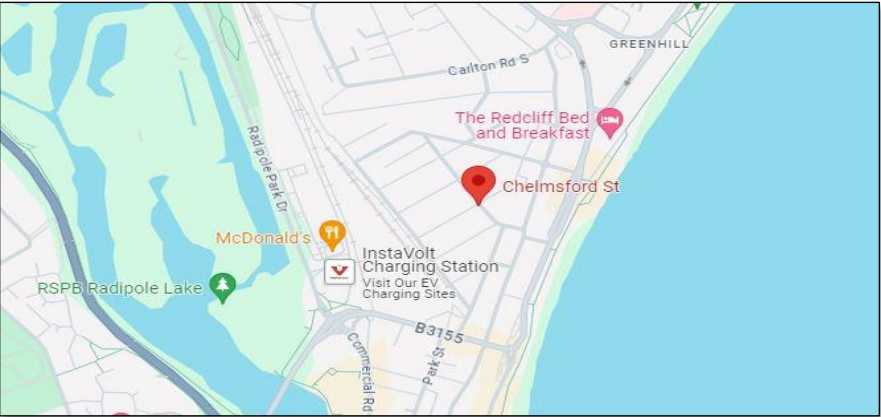 GREENHILL
Carlton Rd S
The Redcliff Bed
and Breakfast
Radipole Park Dr
Chelmsford St
McDonald's
InstaVolt
Charging Station
Visit Our EV
Charging Sites
RSPB Radipole Lake
B3155
Commercial Rd
Park St